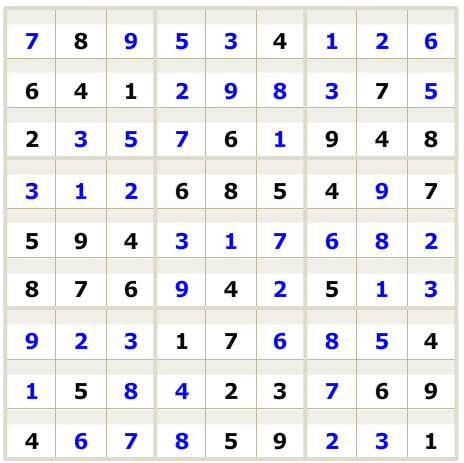 7 8 9 5 3 4 1 2 6
6 4 1 2 9 8 3 7 5
2 3 5 7 6 1 9 4 8
3 1 2 6 8 5 4 9 7
5 9 4 3 1 7 6 8 2
8 7 6 9 4 2 5 1 3
9 2 3 1 7 6 8 5 4
1 5 8 4 2 3 7 6 9
4 6 7 8 5 9 2 3 1